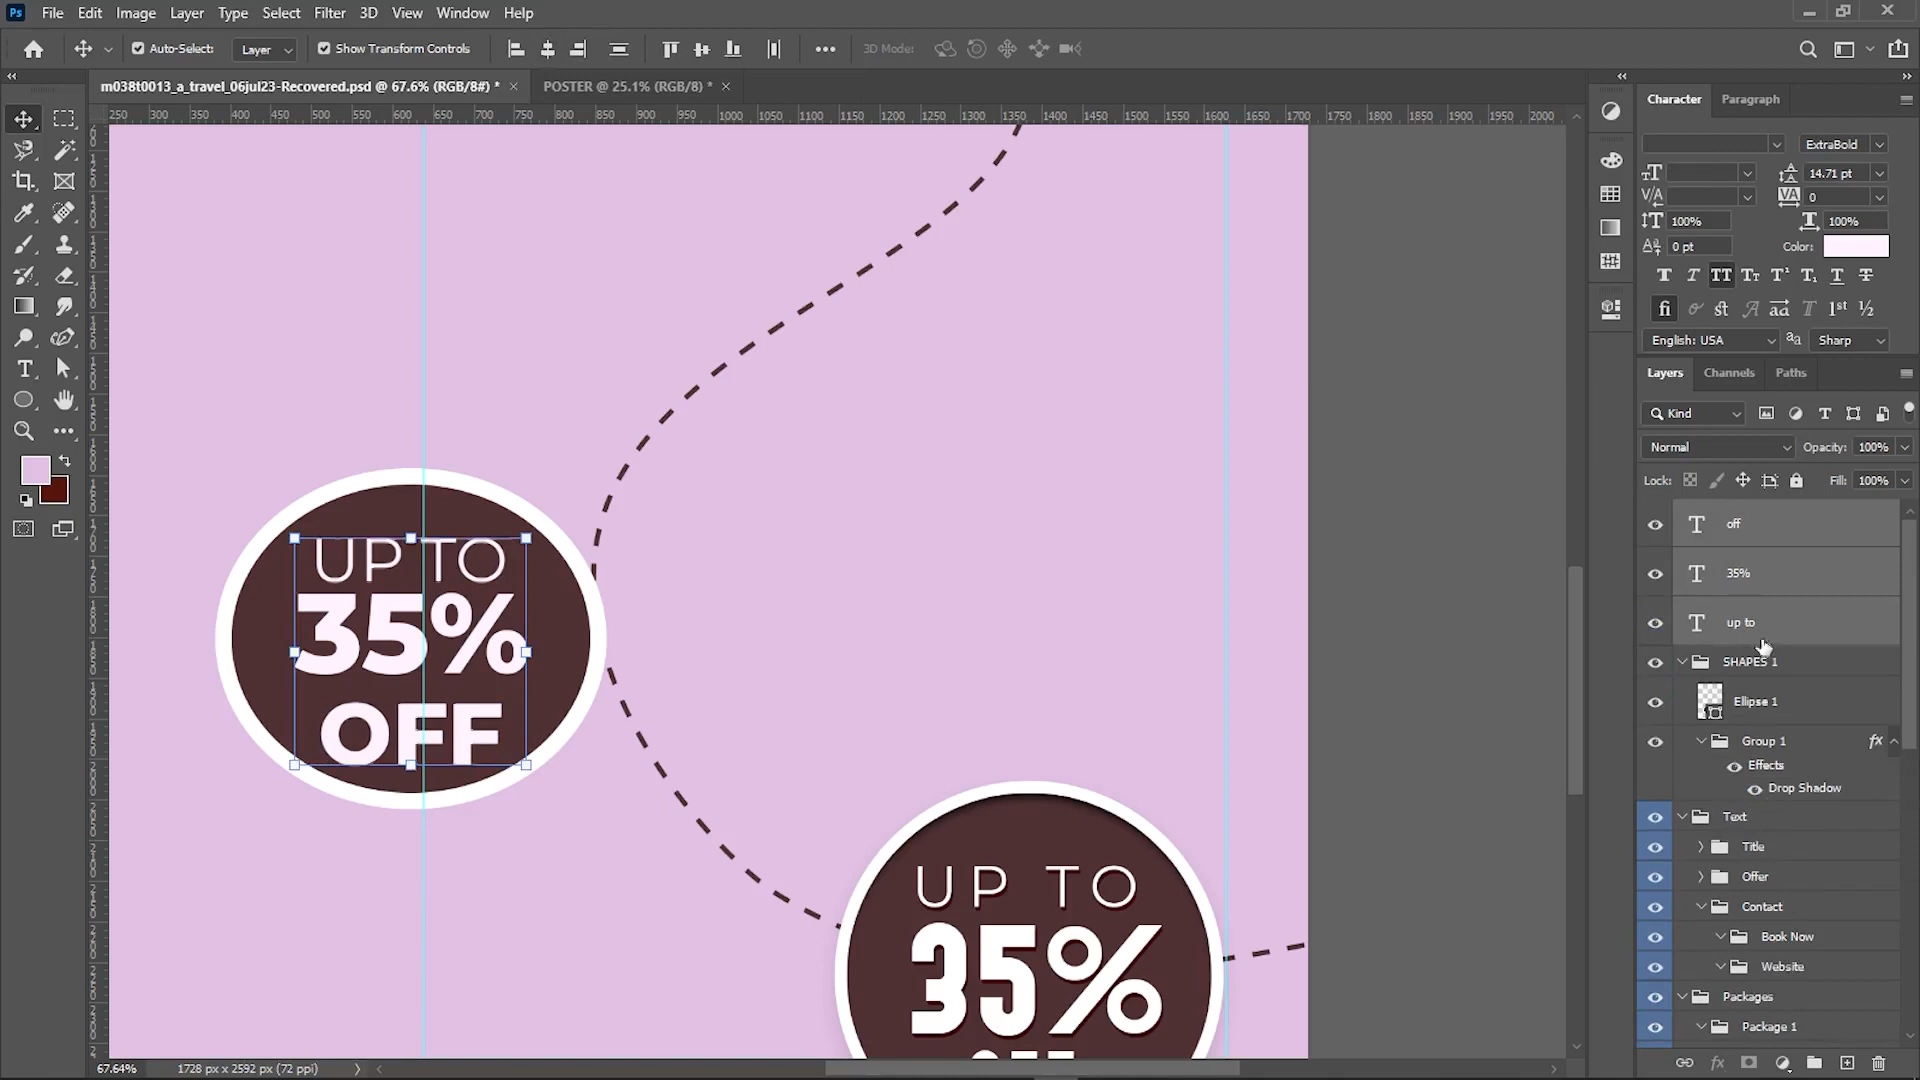 Ps File Edit Image Layer Type Select Filter 3D View Window Help
Auto-Select: Layer Show Transform Controls 3D Mode:
m038t0013_a_travel_06jul23-Recovered.psd @ 67.6% (RGB/8#) * × POSTER @ 25.1% (RGB/8) * ×
250 300 350 400 450 500 550 600 650 700 750 800 850 900 950 1000 1050 1100 1150 1200 1250 1300 1350 1400 1450 1500 1550 1600 1650 1700 1750 1800 1850 1900 1950 2000
UP TO
35%
OFF
UP TO
35%
OFF
67.64% 1728 px x 2592 px (72 ppi)
Character Paragraph
ExtraBold
14.71 pt
0
100% 100%
0 pt Color:
English: USA Sharp
Layers Channels Paths
Kind
Normal Opacity: 100%
Lock: Fill: 100%
off
35%
up to
SHAPES 1
Ellipse 1
Group 1 fx
Effects
Drop Shadow
Text
Title
Offer
Contact
Book Now
Website
Packages
Package 1